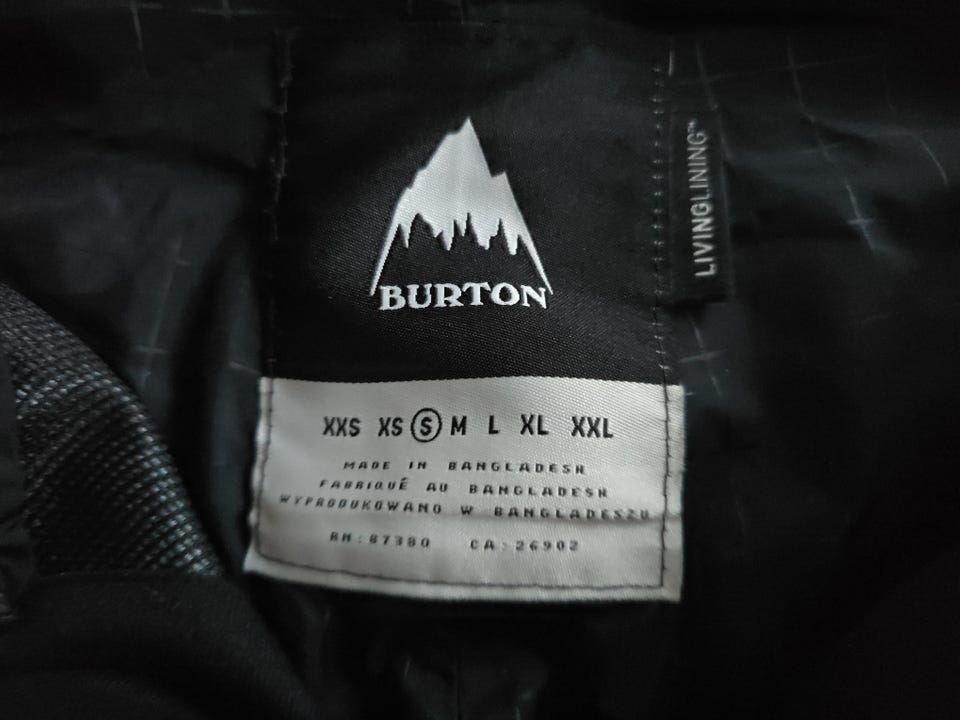 BURTON
LIVINGLINING™
XXS XS S M L XL XXL
MADE IN BANGLADESH
FABRIQUÉ AU BANGLADESH
WYPRODUKOWANO W BANGLADESZU
RN: 87380 CA: 26902